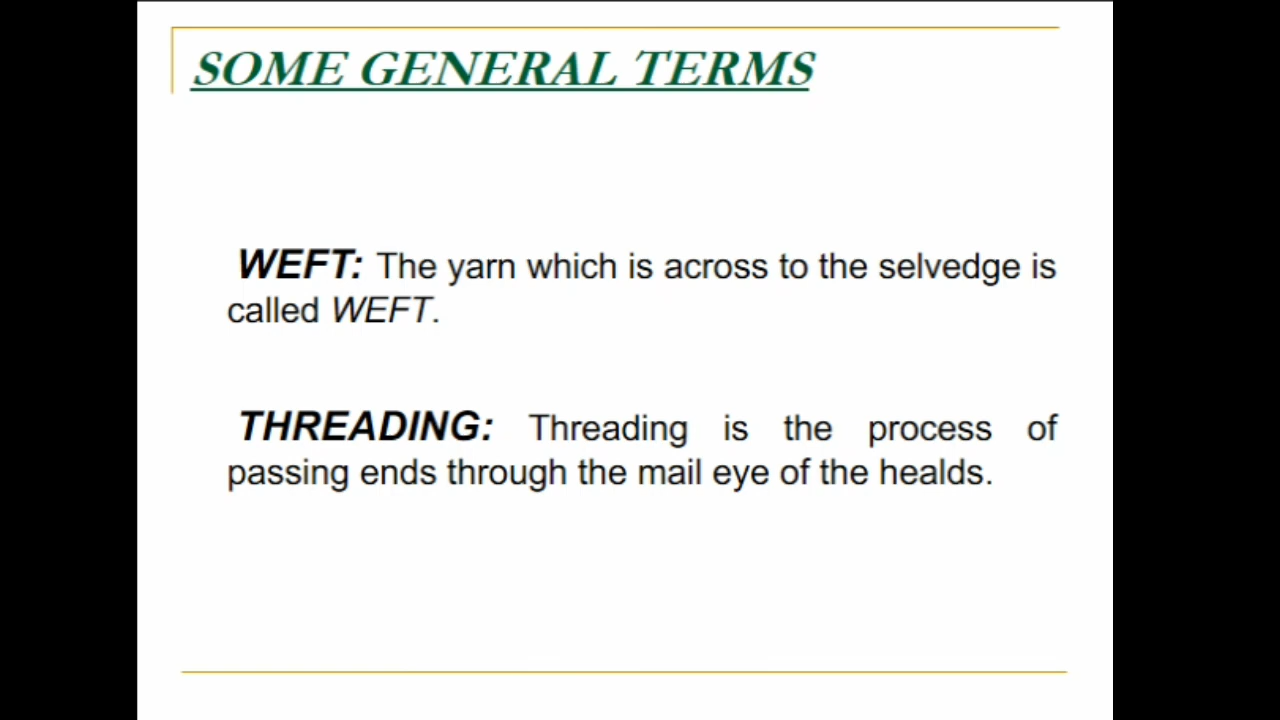 SOME GENERAL TERMS
WEFT: The yarn which is across to the selvedge is
called WEFT.
THREADING: Threading is the process of
passing ends through the mail eye of the healds.